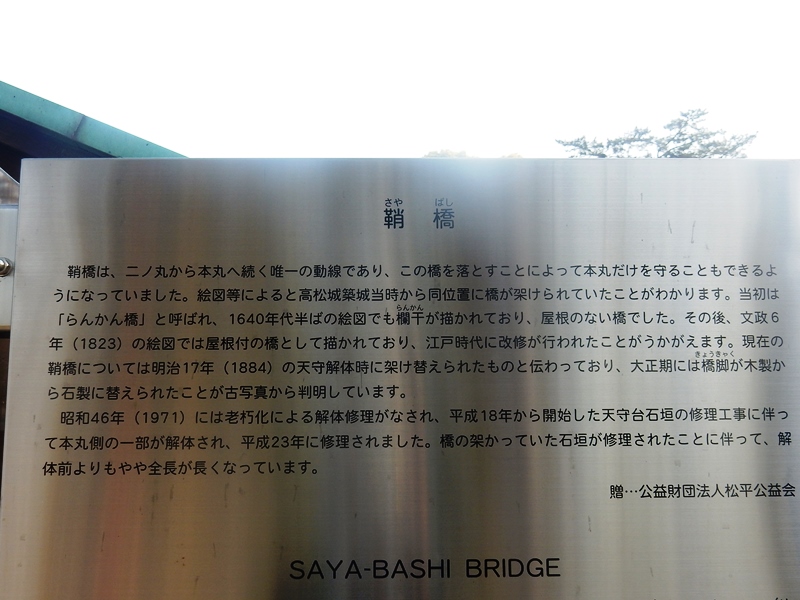 さや ばし
鞘 橋
鞘橋は、二ノ丸から本丸へ続く唯一の動線であり、この橋を落とすことによって本丸だけを守ることもできるよ
うになっていました。絵図等によると高松城築城当時から同位置に橋が架けられていたことがわかります。当初は
らんかん
「らんかん橋」と呼ばれ、1640年代半ばの絵図でも欄干が描かれており、屋根のない橋でした。その後、文政6
年(1823)の絵図では屋根付の橋として描かれており、江戸時代に改修が行われたことがうかがえます。現在の
きょうきゃく
鞘橋については明治17年(1884)の天守解体時に架け替えられたものと伝わっており、大正期には橋脚が木製か
ら石製に替えられたことが古写真から判明しています。
昭和46年(1971)には老朽化による解体修理がなされ、平成18年から開始した天守台石垣の修理工事に伴っ
て本丸側の一部が解体され、平成23年に修理されました。橋の架かっていた石垣が修理されたことに伴って、解
体前よりもやや全長が長くなっています。
贈…公益財団法人松平公益会
SAYA-BASHI BRIDGE